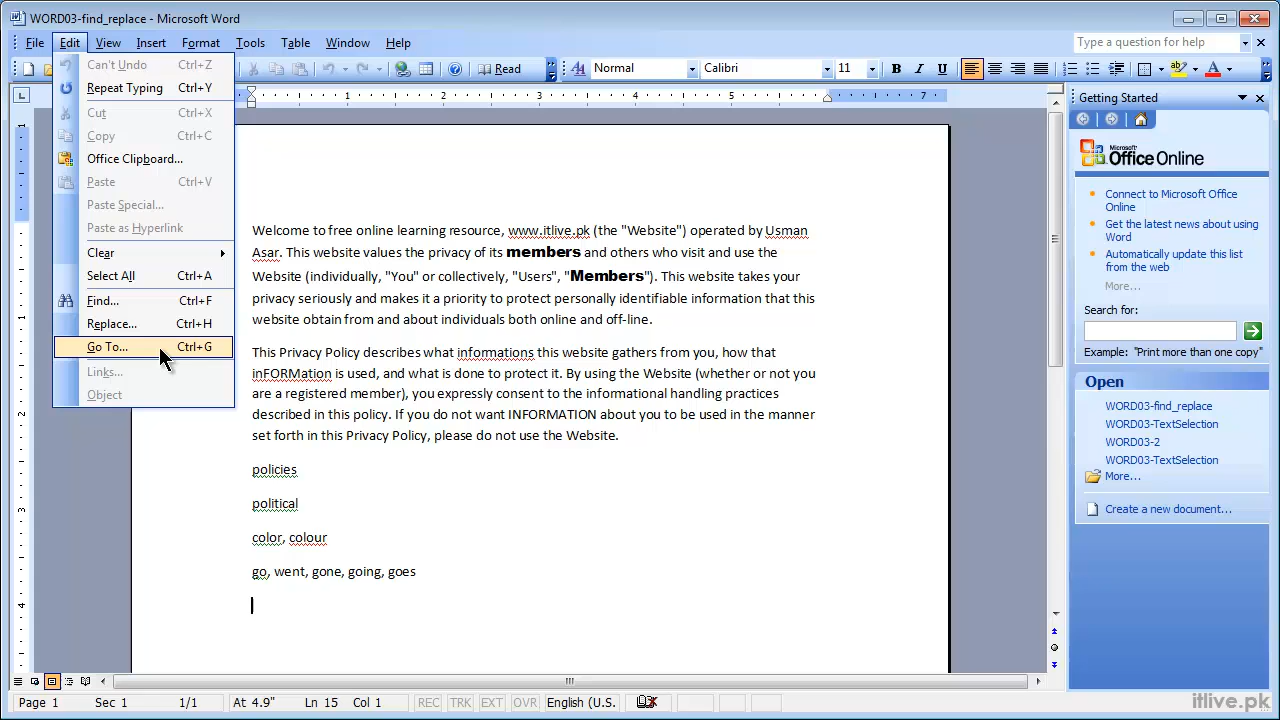 WORD03-find_replace - Microsoft Word
File Edit View Insert Format Tools Table Window Help
Type a question for help
Read Normal Calibri 11 B I U A
Can't Undo Ctrl+Z
Repeat Typing Ctrl+Y
Cut Ctrl+X
Copy Ctrl+C
Office Clipboard...
Paste Ctrl+V
Paste Special...
Paste as Hyperlink
Clear
Select All Ctrl+A
Find... Ctrl+F
Replace... Ctrl+H
Go To... Ctrl+G
Links...
Object
1 2 3 4 5 7
1
1
2
3
4
Welcome to free online learning resource, www.itlive.pk (the "Website") operated by Usman
Asar. This website values the privacy of its members and others who visit and use the
Website (individually, "You" or collectively, "Users", "Members"). This website takes your
privacy seriously and makes it a priority to protect personally identifiable information that this
website obtain from and about individuals both online and off-line.
This Privacy Policy describes what informations this website gathers from you, how that
inFORMation is used, and what is done to protect it. By using the Website (whether or not you
are a registered member), you expressly consent to the informational handling practices
described in this policy. If you do not want INFORMATION about you to be used in the manner
set forth in this Privacy Policy, please do not use the Website.
policies
political
color, colour
go, went, gone, going, goes
Getting Started
Microsoft
Office Online
Connect to Microsoft Office
Online
Get the latest news about using
Word
Automatically update this list
from the web
More...
Search for:
Example: "Print more than one copy"
Open
WORD03-find_replace
WORD03-TextSelection
WORD03-2
WORD03-TextSelection
More...
Create a new document...
Page 1 Sec 1 1/1 At 4.9" Ln 15 Col 1 REC TRK EXT OVR English (U.S.
itlive.pk